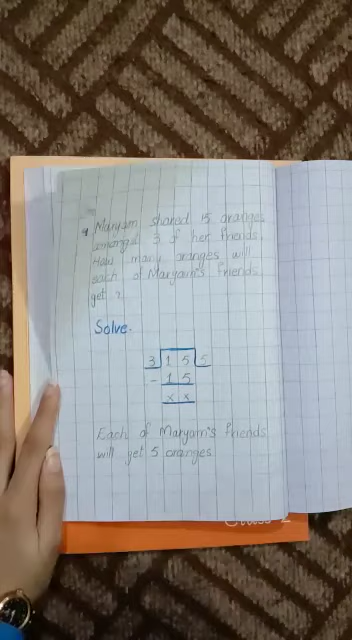 Maryam shared 15 oranges
amongst 3 of her friends.
How many oranges will
each of Maryam's friends
get ?
Solve.
3 1 5 5
- 1 5
x x
Each of Maryam's friends
will get 5 oranges